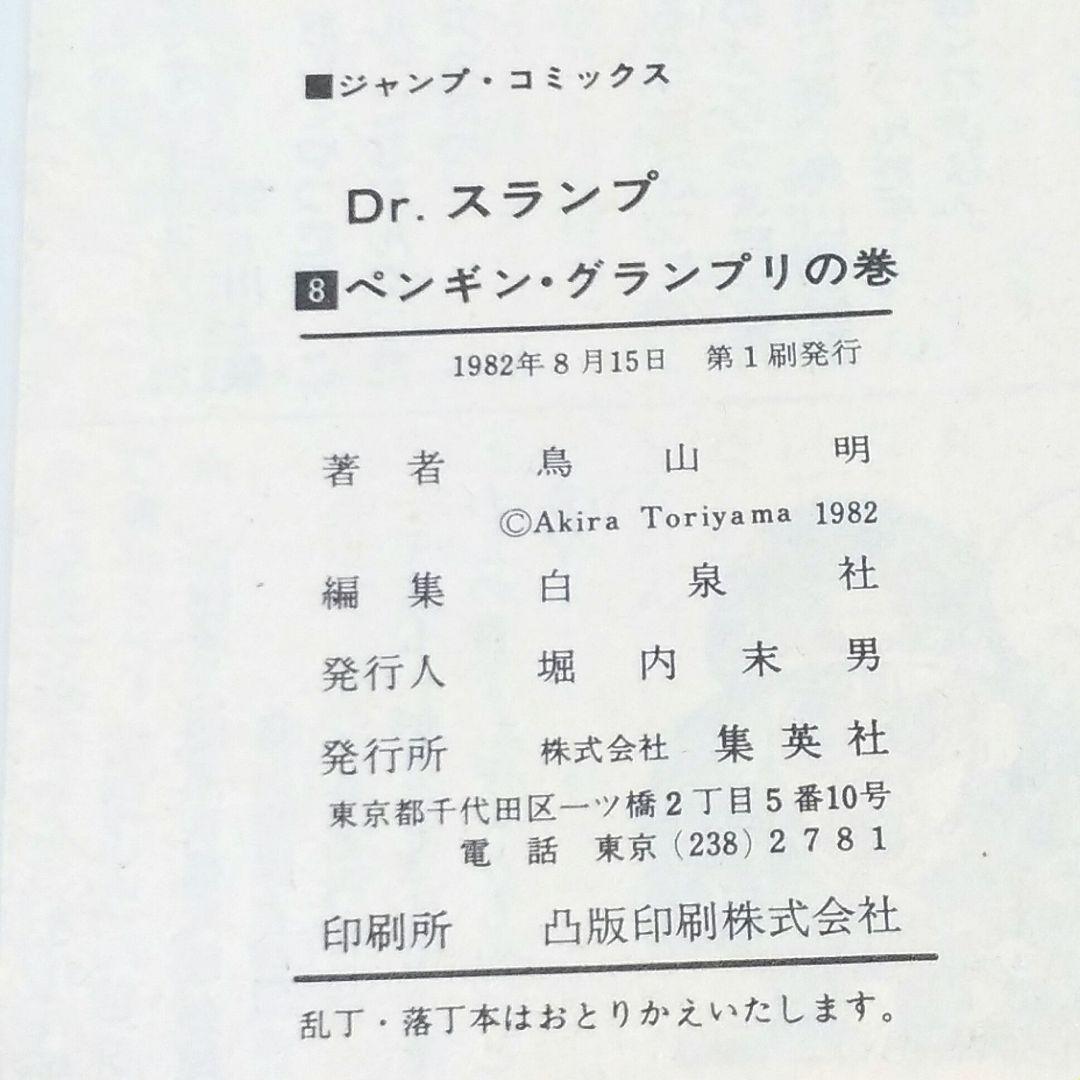 ■ジャンプ・コミックス
Dr. スランプ
8 ペンギン・グランプリの巻
1982年8月15日 第1刷発行
著者 鳥山明
©Akira Toriyama 1982
編集 白泉社
発行人 堀内末男
発行所 株式会社 集英社
東京都千代田区一ツ橋2丁目5番10号
電話 東京(238)2781
印刷所 凸版印刷株式会社
乱丁・落丁本はおとりかえいたします。